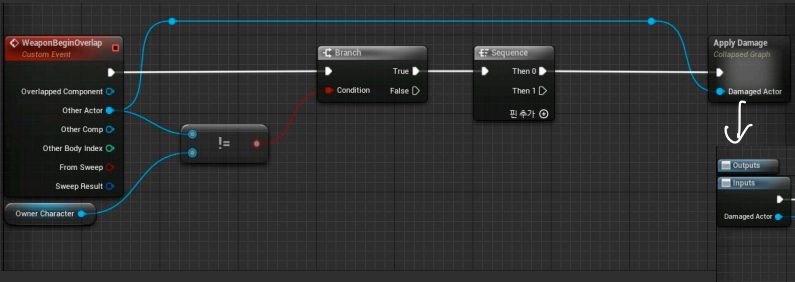 WeaponBeginOverlap
Custom Event
Overlapped Component
Other Actor
Other Comp
Other Body Index
From Sweep
Sweep Result
Owner Character
!=
Branch
True
Condition
False
Sequence
Then 0
Then 1
핀 추가
Apply Damage
Collapsed Graph
Damaged Actor
Outputs
Inputs
Damaged Actor